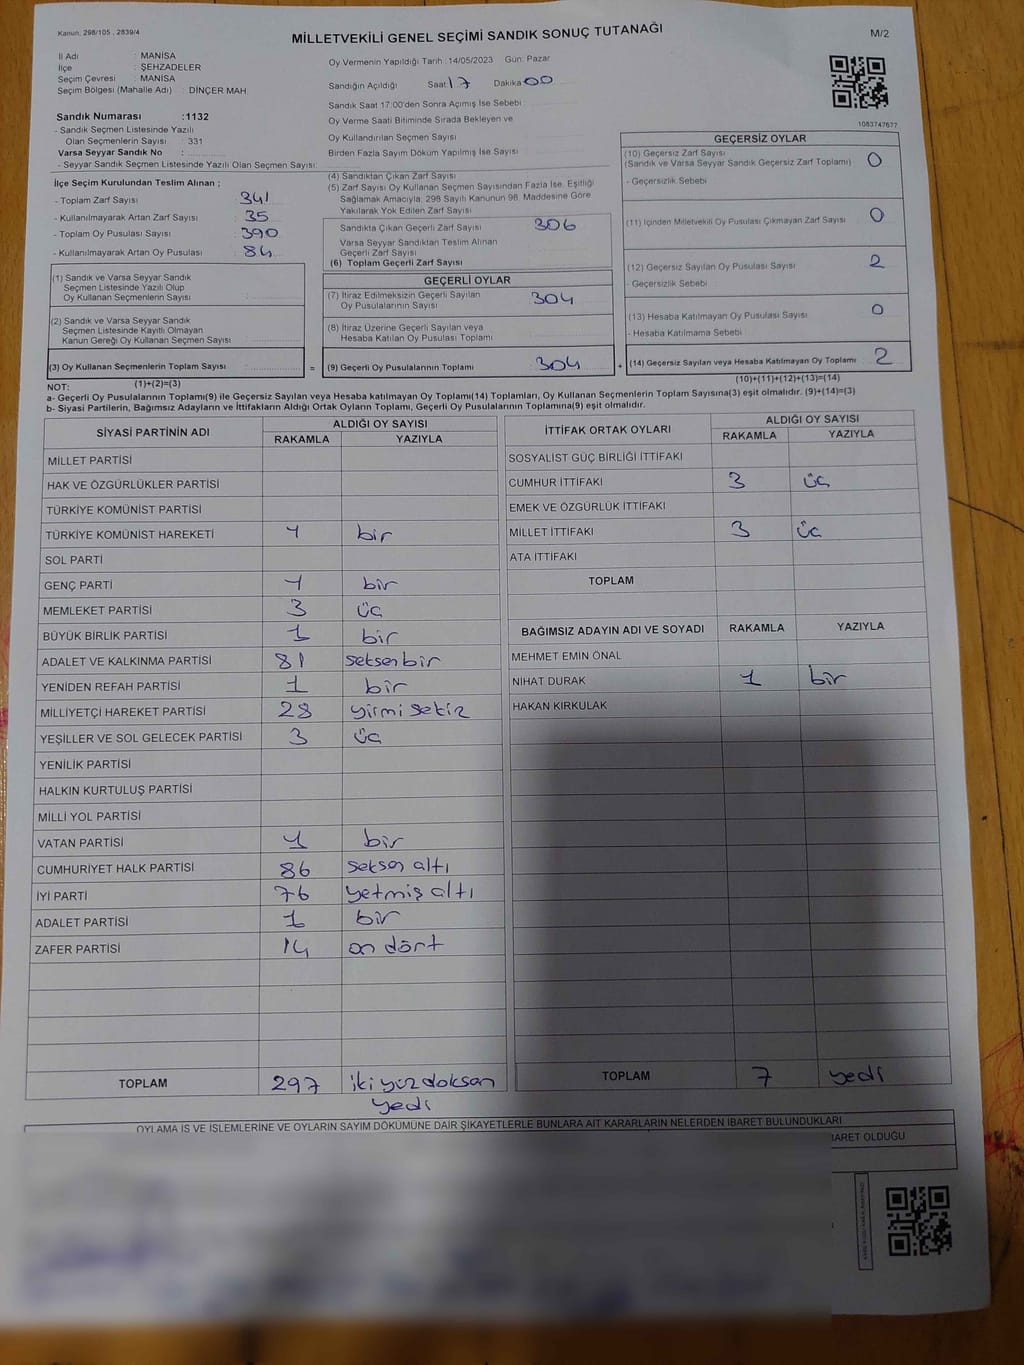 Kanun, 298/105 , 2839/4
MİLLETVEKİLİ GENEL SEÇİMİ SANDIK SONUÇ TUTANAĞI
M/2
İl Adı : MANİSA
İlçe : ŞEHZADELER
Seçim Çevresi : MANİSA
Seçim Bölgesi (Mahalle Adı) : DİNÇER MAH
Sandık Numarası :1132
- Sandık Seçmen Listesinde Yazılı
Olan Seçmenlerin Sayısı : 331
Varsa Seyyar Sandık No :
- Seyyar Sandık Seçmen Listesinde Yazılı Olan Seçmen Sayısı:
Oy Vermenin Yapıldığı Tarih : 14/05/2023 Gün: Pazar
Sandığın Açıldığı Saat: 17 Dakika 00
Sandık Saat 17:00'den Sonra Açılmış İse Sebebi :
Oy Verme Saati Bitiminde Sırada Bekleyen ve
Oy Kullandırılan Seçmen Sayısı :
Birden Fazla Sayım Döküm Yapılmış İse Sayısı :
1083747677
İlçe Seçim Kurulundan Teslim Alınan ;
- Toplam Zarf Sayısı : 341
- Kullanılmayarak Artan Zarf Sayısı : 35
- Toplam Oy Pusulası Sayısı : 390
- Kullanılmayarak Artan Oy Pusulası : 84
(1) Sandık ve Varsa Seyyar Sandık
Seçmen Listesinde Yazılı Olup
Oy Kullanan Seçmenlerin Sayısı :
(2) Sandık ve Varsa Seyyar Sandık
Seçmen Listesinde Kayıtlı Olmayan
Kanun Gereği Oy Kullanan Seçmen Sayısı :
(3) Oy Kullanan Seçmenlerin Toplam Sayısı :
(1)+(2)=(3)
(4) Sandıktan Çıkan Zarf Sayısı
(5) Zarf Sayısı Oy Kullanan Seçmen Sayısından Fazla İse, Eşitliği
Sağlamak Amacıyla, 298 Sayılı Kanunun 98. Maddesine Göre
Yakılarak Yok Edilen Zarf Sayısı
Sandıkta Çıkan Geçerli Zarf Sayısı 306
Varsa Seyyar Sandıktan Teslim Alınan
Geçerli Zarf Sayısı
(6) Toplam Geçerli Zarf Sayısı
GEÇERLİ OYLAR
(7) İtiraz Edilmeksizin Geçerli Sayılan
Oy Pusulalarının Sayısı 304
(8) İtiraz Üzerine Geçerli Sayılan veya
Hesaba Katılan Oy Pusulası Toplamı
= (9) Geçerli Oy Pusulalarının Toplamı 304 +
GEÇERSİZ OYLAR
(10) Geçersiz Zarf Sayısı
(Sandık ve Varsa Seyyar Sandık Geçersiz Zarf Toplamı) 0
- Geçersizlik Sebebi
(11) İçinden Milletvekili Oy Pusulası Çıkmayan Zarf Sayısı 0
(12) Geçersiz Sayılan Oy Pusulası Sayısı 2
- Geçersizlik Sebebi
(13) Hesaba Katılmayan Oy Pusulası Sayısı 0
- Hesaba Katılmama Sebebi
(14) Geçersiz Sayılan veya Hesaba Katılmayan Oy Toplamı 2
(10)+(11)+(12)+(13)=(14)
NOT:
a- Geçerli Oy Pusulalarının Toplamı(9) ile Geçersiz Sayılan veya Hesaba katılmayan Oy Toplamı(14) Toplamları, Oy Kullanan Seçmenlerin Toplam Sayısına(3) eşit olmalıdır. (9)+(14)=(3)
b- Siyasi Partilerin, Bağımsız Adayların ve İttifakların Aldığı Ortak Oyların Toplamı, Geçerli Oy Pusulalarının Toplamına(9) eşit olmalıdır.
SİYASİ PARTİNİN ADI ALDIĞI OY SAYISI
RAKAMLA YAZIYLA
MİLLET PARTİSİ
HAK VE ÖZGÜRLÜKLER PARTİSİ
TÜRKİYE KOMÜNİST PARTİSİ
TÜRKİYE KOMÜNİST HAREKETİ 1 bir
SOL PARTİ
GENÇ PARTİ 1 bir
MEMLEKET PARTİSİ 3 üç
BÜYÜK BİRLİK PARTİSİ 1 bir
ADALET VE KALKINMA PARTİSİ 81 seksen bir
YENİDEN REFAH PARTİSİ 1 bir
MİLLİYETÇİ HAREKET PARTİSİ 28 yirmi sekiz
YEŞİLLER VE SOL GELECEK PARTİSİ 3 üç
YENİLİK PARTİSİ
HALKIN KURTULUŞ PARTİSİ
MİLLİ YOL PARTİSİ
VATAN PARTİSİ 1 bir
CUMHURİYET HALK PARTİSİ 86 seksen altı
İYİ PARTİ 76 yetmiş altı
ADALET PARTİSİ 1 bir
ZAFER PARTİSİ 14 on dört
TOPLAM 297 iki yüz doksan
yedi
İTTİFAK ORTAK OYLARI ALDIĞI OY SAYISI
RAKAMLA YAZIYLA
SOSYALİST GÜÇ BİRLİĞİ İTTİFAKI
CUMHUR İTTİFAKI 3 üç
EMEK VE ÖZGÜRLÜK İTTİFAKI
MİLLET İTTİFAKI 3 üç
ATA İTTİFAKI
TOPLAM
BAĞIMSIZ ADAYIN ADI VE SOYADI RAKAMLA YAZIYLA
MEHMET EMİN ÖNAL
NİHAT DURAK 1 bir
HAKAN KIRKULAK
TOPLAM 7 yedi
OYLAMA İŞ VE İŞLEMLERİNE VE OYLARIN SAYIM DÖKÜMÜNE DAİR ŞİKAYETLERLE BUNLARA AİT KARARLARIN NELERDEN İBARET BULUNDUKLARI
İBARET OLDUĞU